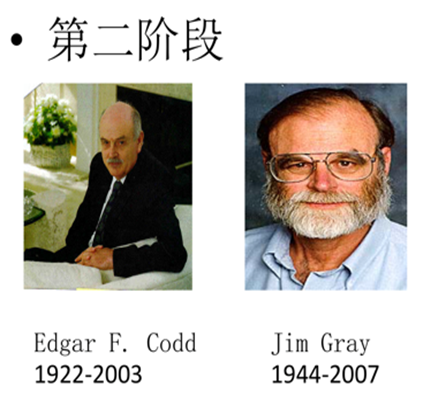 • 第二阶段
Edgar F. Codd
1922-2003
Jim Gray
1944-2007